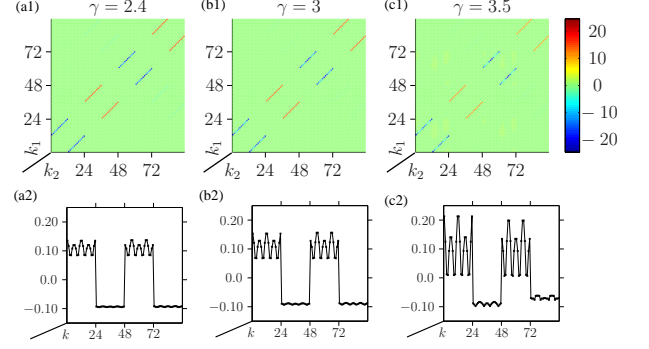 (a1) γ = 2.4 (b1) γ = 3 (c1) γ = 3.5
72 72 72 20
48 48 48 10
24 24 24 0
k₁ k₁ k₁ − 10
k₂ 24 48 72 k₂ 24 48 72 k₂ 24 48 72 − 20
(a2) (b2) (c2)
0.20 0.20 0.20
0.10 0.10 0.10
0.0 0.0 0.0
−0.10 −0.10 −0.10
k 24 48 72 k 24 48 72 k 24 48 72